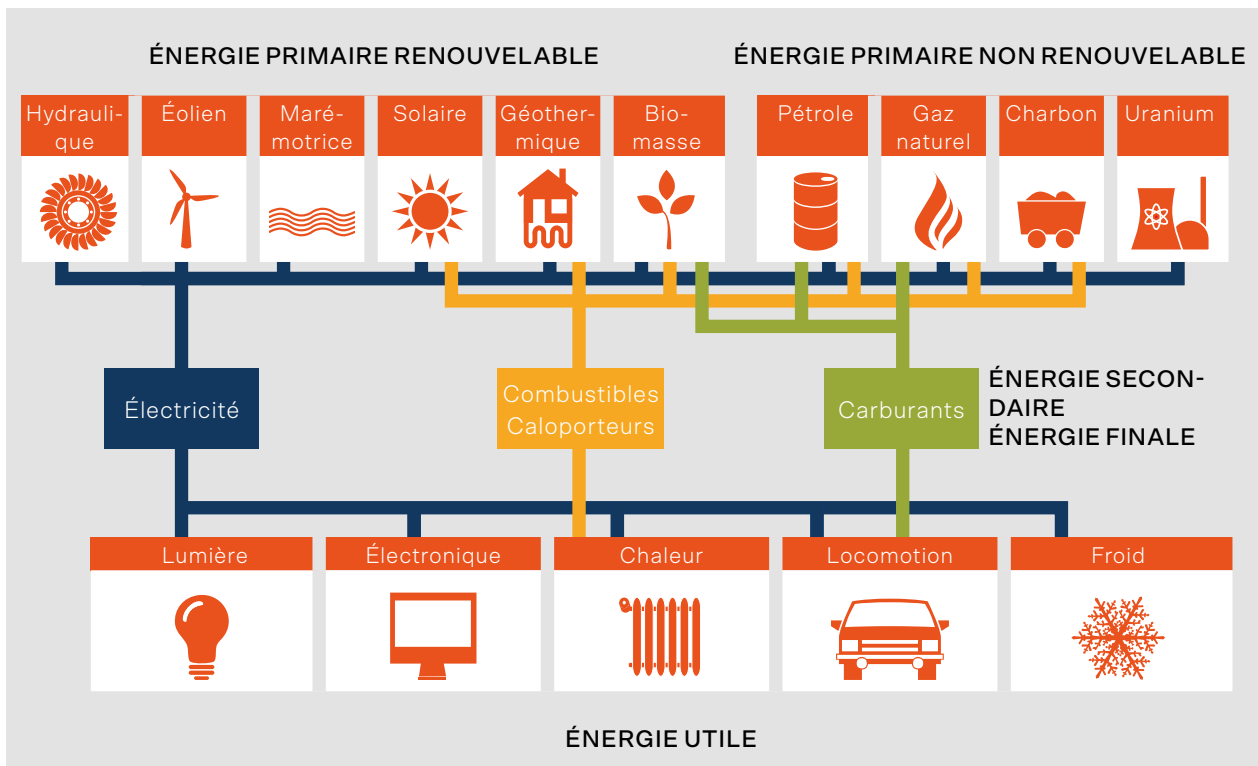 ÉNERGIE PRIMAIRE RENOUVELABLE
ÉNERGIE PRIMAIRE NON RENOUVELABLE
Hydrauli-
que
Éolien
Maré-
motrice
Solaire
Géother-
mique
Bio-
masse
Pétrole
Gaz
naturel
Charbon
Uranium
Électricité
Combustibles
Caloporteurs
Carburants
ÉNERGIE SECON-
DAIRE
ÉNERGIE FINALE
Lumière
Électronique
Chaleur
Locomotion
Froid
ÉNERGIE UTILE